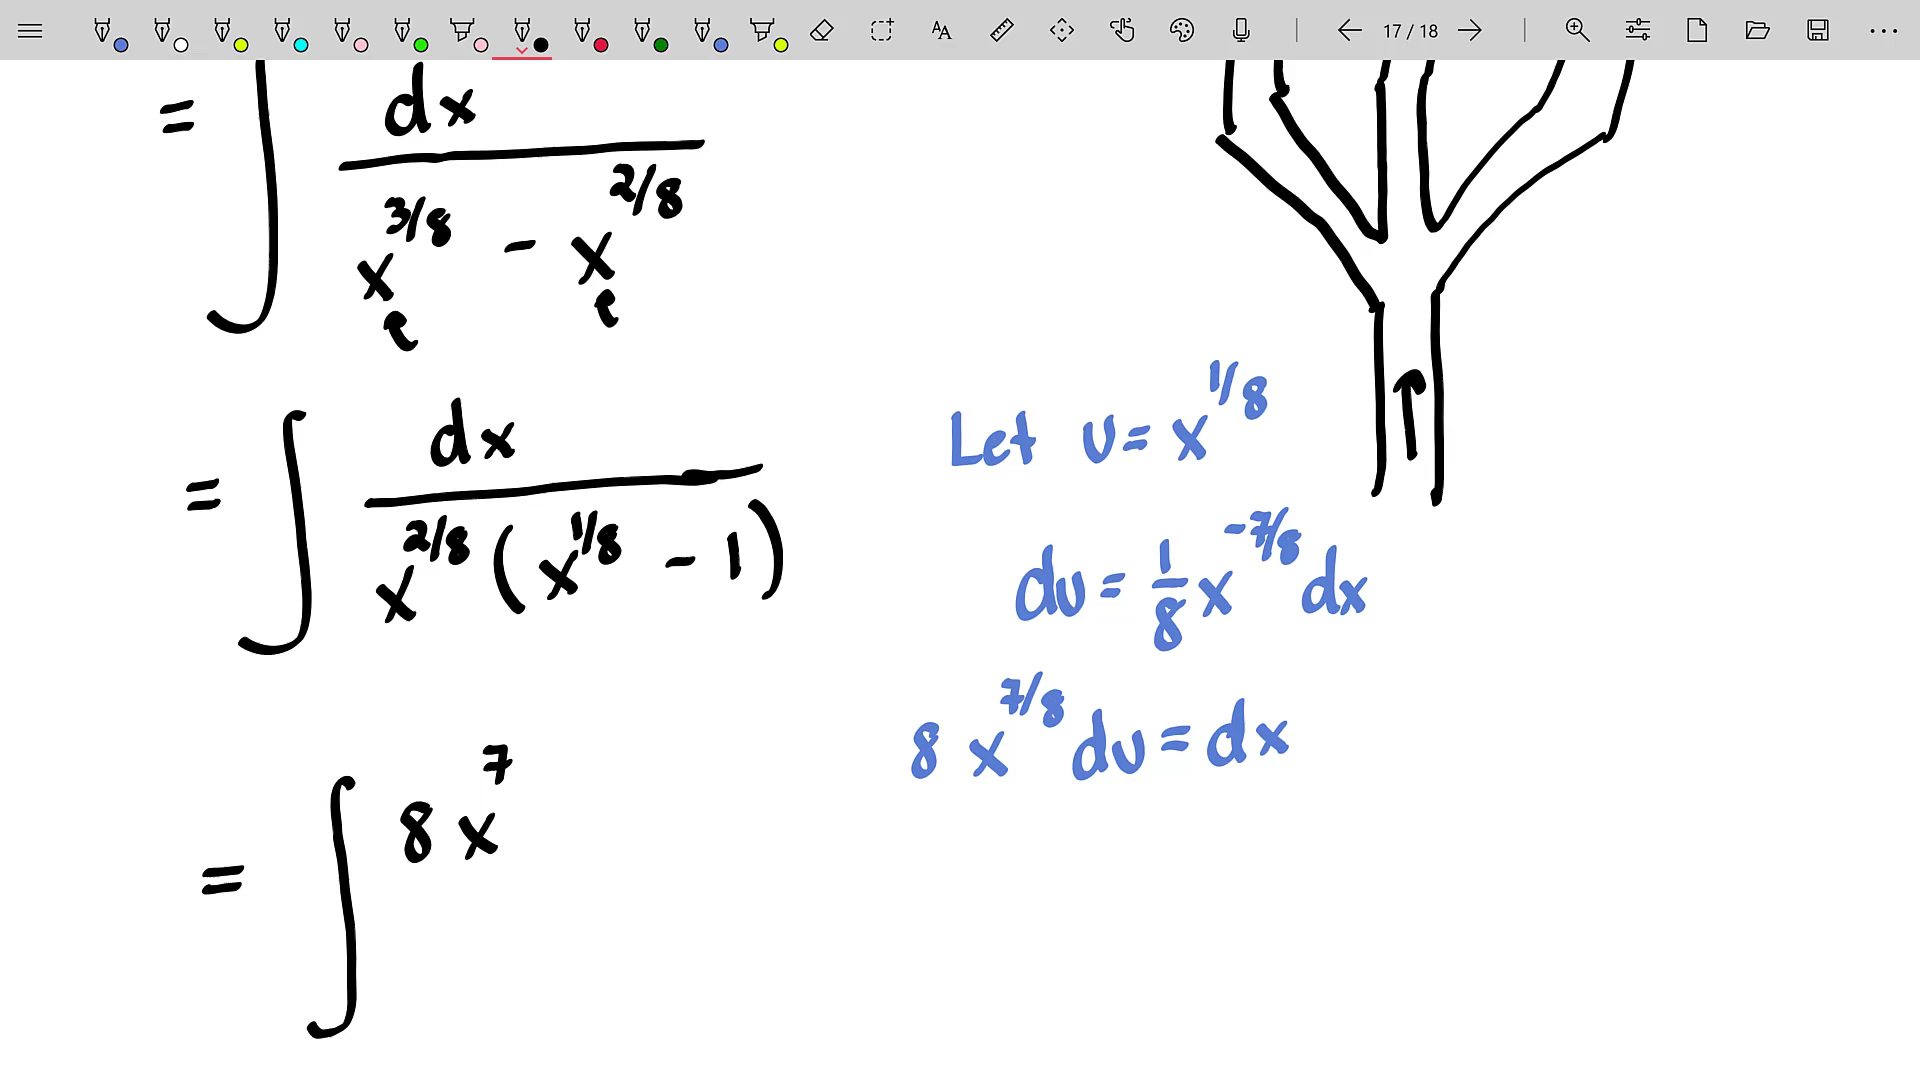 17 / 18
= ∫ dx / (x^{3/8} - x^{2/8})
= ∫ dx / (x^{2/8} (x^{1/8} - 1))
Let u = x^{1/8}
du = 1/8 x^{-7/8} dx
8 x^{7/8} du = dx
= ∫ 8 x^7